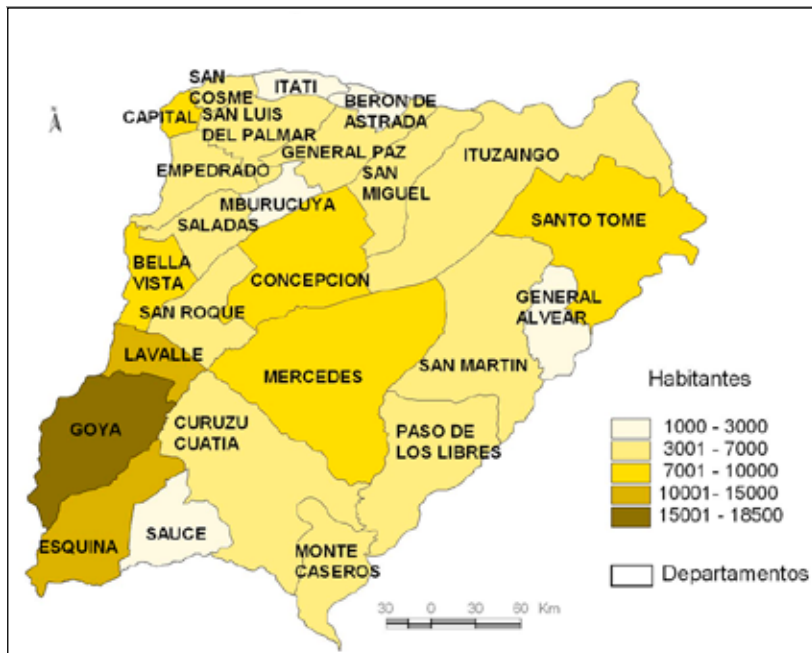 SAN
COSME
ITATI
BERON DE
ASTRADA
CAPITAL
SAN LUIS
DEL PALMAR
GENERAL PAZ
ITUZAINGO
EMPEDRADO
SAN
MIGUEL
MBURUCUYA
SALADAS
SANTO TOME
BELLA
VISTA
CONCEPCION
GENERAL
ALVEAR
SAN ROQUE
LAVALLE
SAN MARTIN
MERCEDES
GOYA
CURUZU
CUATIA
PASO DE
LOS LIBRES
SAUCE
ESQUINA
MONTE
CASEROS
Habitantes
1000 - 3000
3001 - 7000
7001 - 10000
10001- 15000
15001 - 18500
Departamentos
30 0 30 60 Km